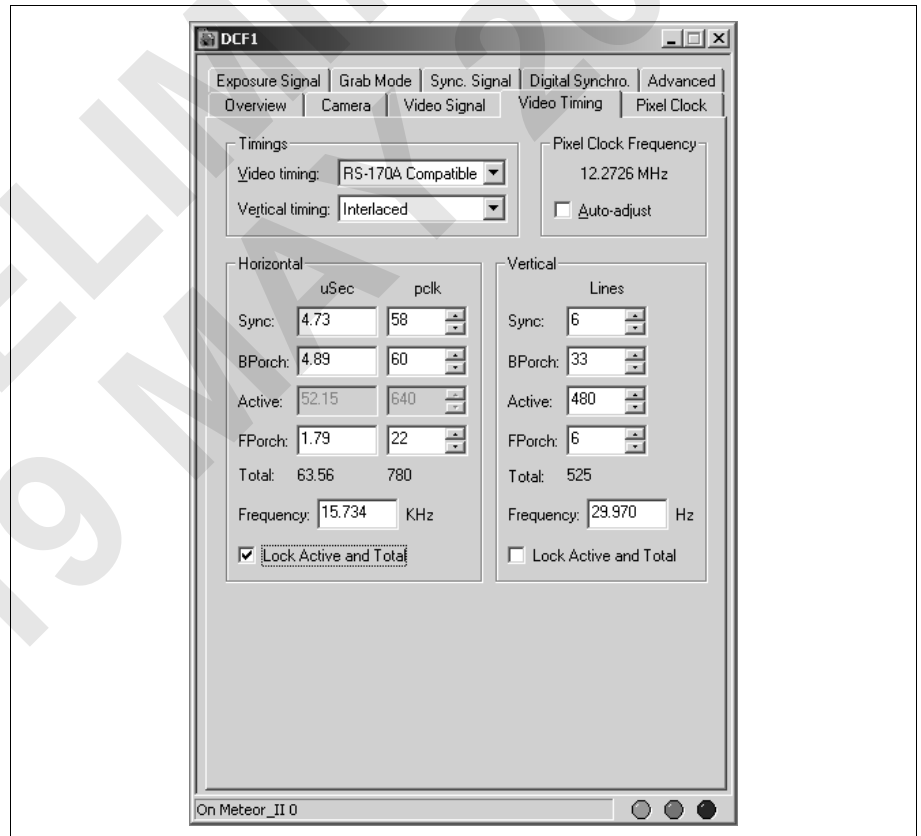 DCF1
Exposure Signal Grab Mode Sync. Signal Digital Synchro. Advanced
Overview Camera Video Signal Video Timing Pixel Clock
Timings
Video timing: RS-170A Compatible
Vertical timing: Interlaced
Pixel Clock Frequency
12.2726 MHz
Auto-adjust
Horizontal
uSec pclk
Sync: 4.73 58
BPorch: 4.89 60
Active: 52.15 640
FPorch: 1.79 22
Total: 63.56 780
Frequency: 15.734 KHz
Lock Active and Total
Vertical
Lines
Sync: 6
BPorch: 33
Active: 480
FPorch: 6
Total: 525
Frequency: 29.970 Hz
Lock Active and Total
On Meteor_II 0
19 MAY 20